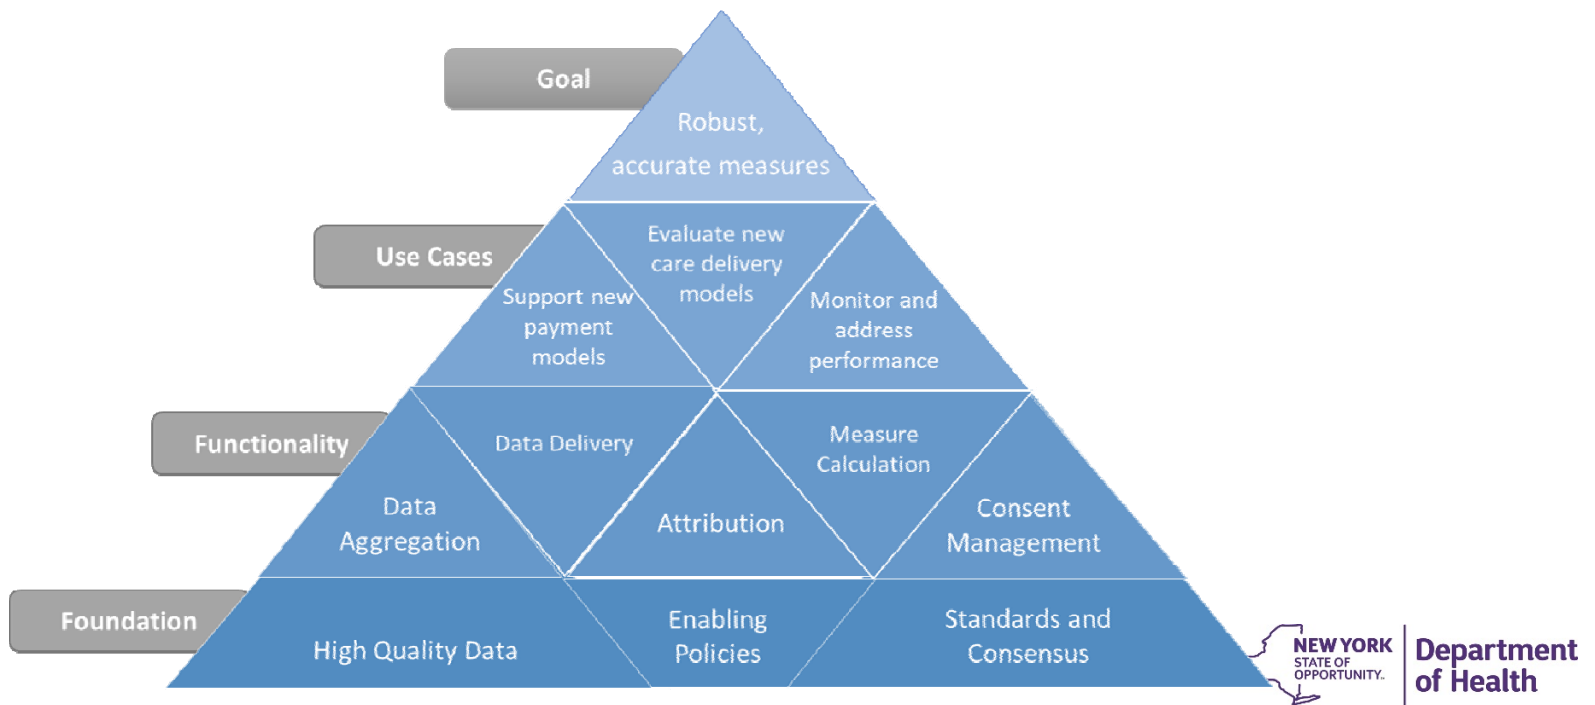 Goal
Robust,
accurate measures
Use Cases
Evaluate new
care delivery
models
Support new
payment
models
Monitor and
address
performance
Functionality
Data Delivery
Measure
Calculation
Data
Aggregation
Attribution
Consent
Management
Foundation
High Quality Data
Enabling
Policies
Standards and
Consensus
NEW YORK
STATE OF
OPPORTUNITY™
Department
of Health